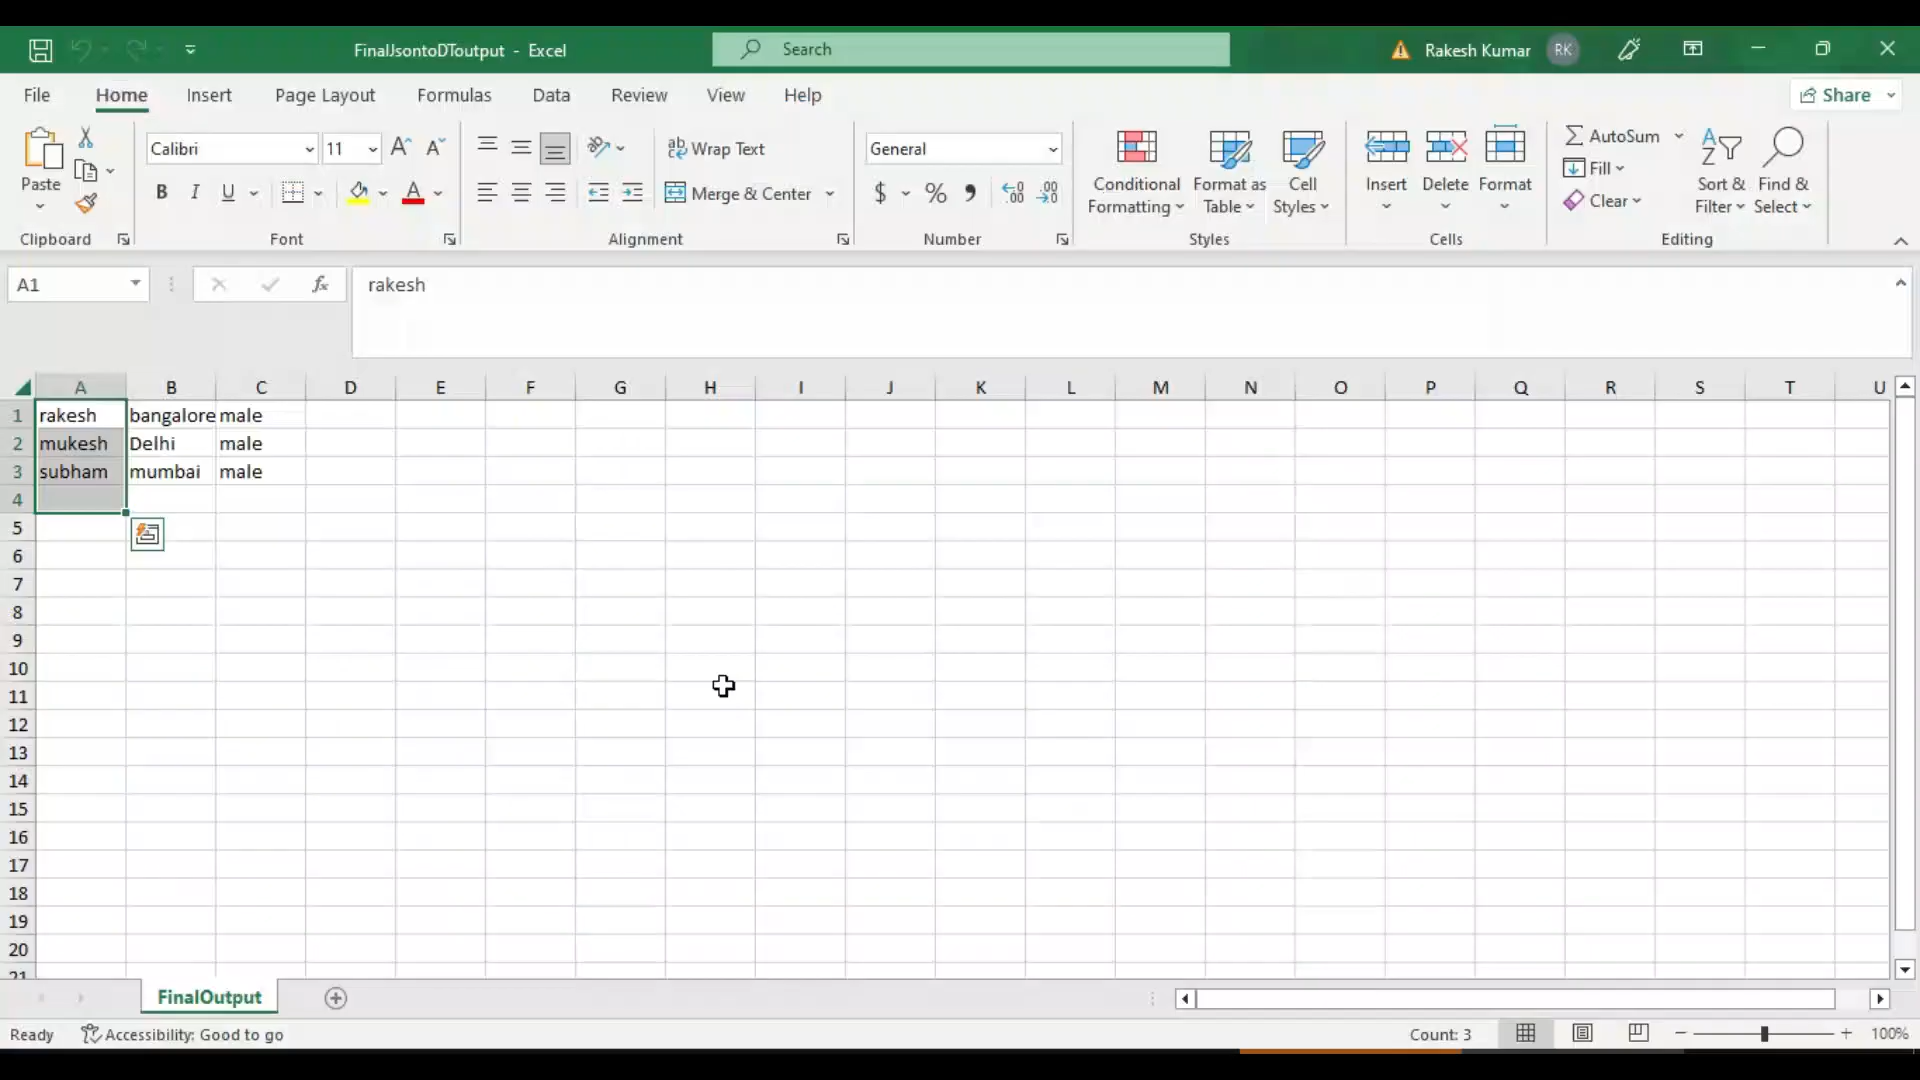 FinalJsontoDToutput - Excel
Search
Rakesh Kumar RK
File Home Insert Page Layout Formulas Data Review View Help Share
Calibri 11 A A Wrap Text General AutoSum
Paste Conditional Format as Cell Insert Delete Format Fill Sort & Find &
B I U A Merge & Center $ % Formatting Table Styles Clear Filter Select
Clipboard Font Alignment Number Styles Cells Editing
A1 fx rakesh
A B C D E F G H I J K L M N O P Q R S T U
1 rakesh bangalore male
2 mukesh Delhi male
3 subham mumbai male
4
5
6
7
8
9
10
11
12
13
14
15
16
17
18
19
20
21
FinalOutput
Ready Accessibility: Good to go Count: 3 100%